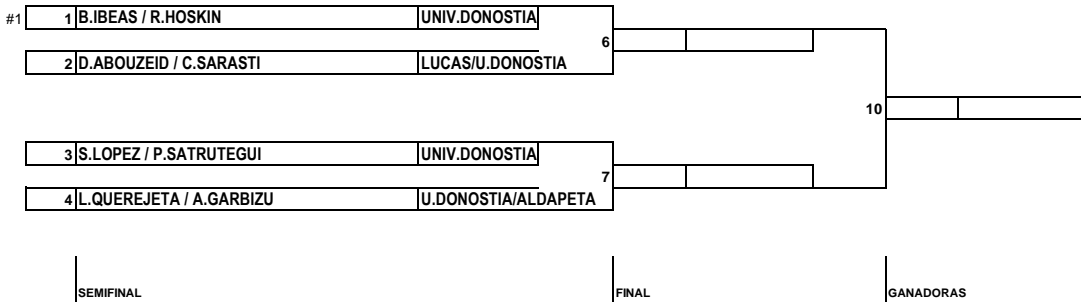 #1 1 B.IBEAS / R.HOSKIN UNIV.DONOSTIA
6
2 D.ABOUZEID / C.SARASTI LUCAS/U.DONOSTIA
10
3 S.LOPEZ / P.SATRUTEGUI UNIV.DONOSTIA
7
4 L.QUEREJETA / A.GARBIZU U.DONOSTIA/ALDAPETA
SEMIFINAL FINAL GANADORAS